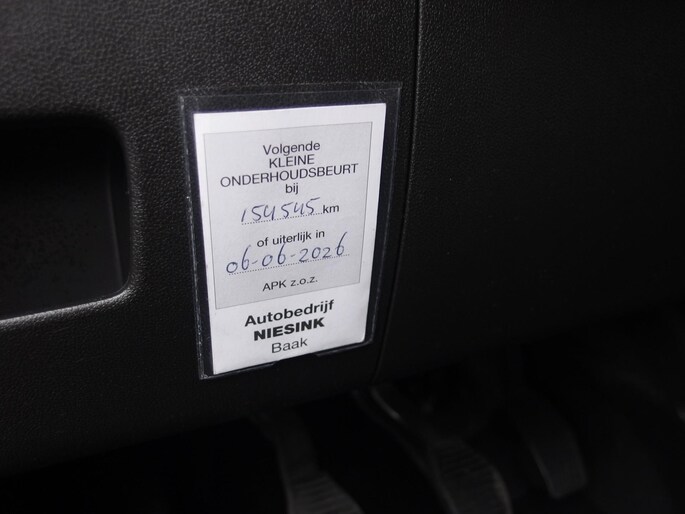 Volgende
KLEINE
ONDERHOUDSBEURT
bij
154545 km
of uiterlijk in
06-06-2026
APK z.o.z.
Autobedrijf
NIESINK
Baak